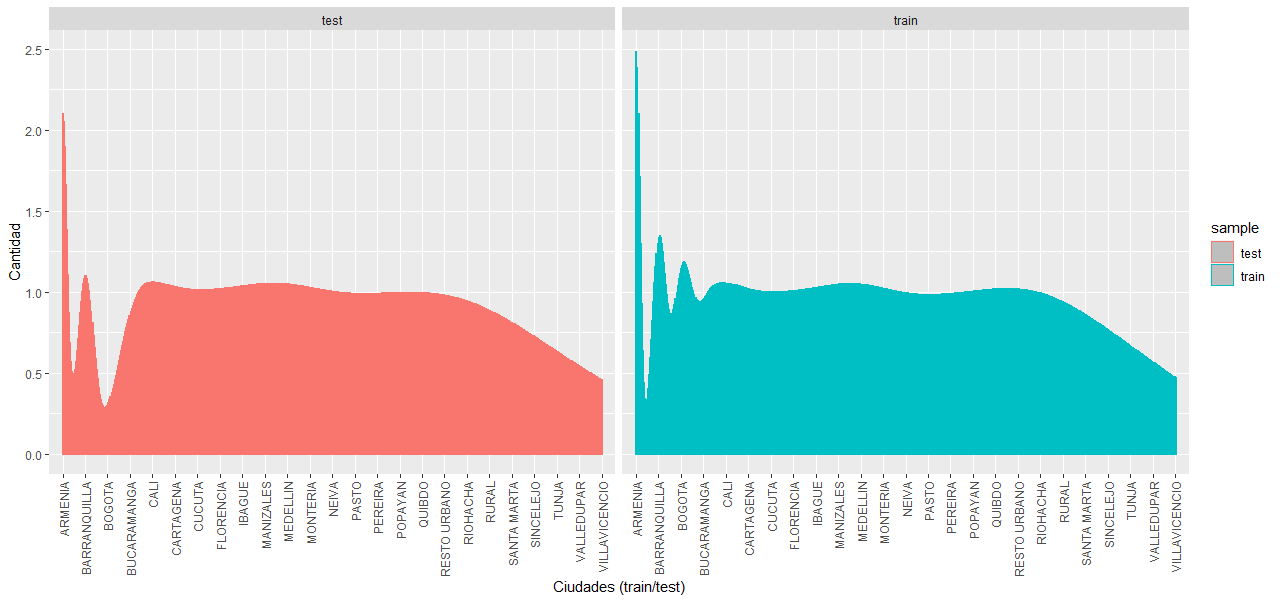 test
train
2.5
2.0
1.5
1.0
0.5
0.0
Cantidad
ARMENIA
BARRANQUILLA
BOGOTA
BUCARAMANGA
CALI
CARTAGENA
CUCUTA
FLORENCIA
IBAGUE
MANIZALES
MEDELLIN
MONTERIA
NEIVA
PASTO
PEREIRA
POPAYAN
QUIBDO
RESTO URBANO
RIOHACHA
RURAL
SANTA MARTA
SINCELEJO
TUNJA
VALLEDUPAR
VILLAVICENCIO
ARMENIA
BARRANQUILLA
BOGOTA
BUCARAMANGA
CALI
CARTAGENA
CUCUTA
FLORENCIA
IBAGUE
MANIZALES
MEDELLIN
MONTERIA
NEIVA
PASTO
PEREIRA
POPAYAN
QUIBDO
RESTO URBANO
RIOHACHA
RURAL
SANTA MARTA
SINCELEJO
TUNJA
VALLEDUPAR
VILLAVICENCIO
Ciudades (train/test)
sample
test
train